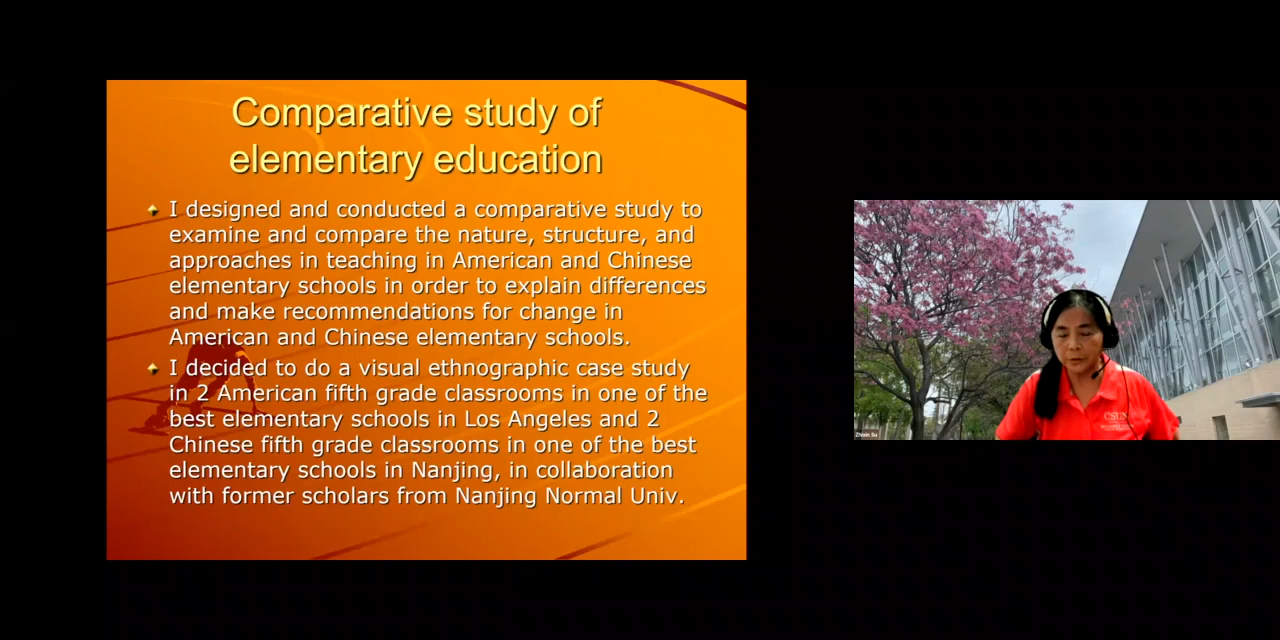 Comparative study of
elementary education
I designed and conducted a comparative study to
examine and compare the nature, structure, and
approaches in teaching in American and Chinese
elementary schools in order to explain differences
and make recommendations for change in
American and Chinese elementary schools.
I decided to do a visual ethnographic case study
in 2 American fifth grade classrooms in one of the
best elementary schools in Los Angeles and 2
Chinese fifth grade classrooms in one of the best
elementary schools in Nanjing, in collaboration
with former scholars from Nanjing Normal Univ.
CSUN
Zhixin Su